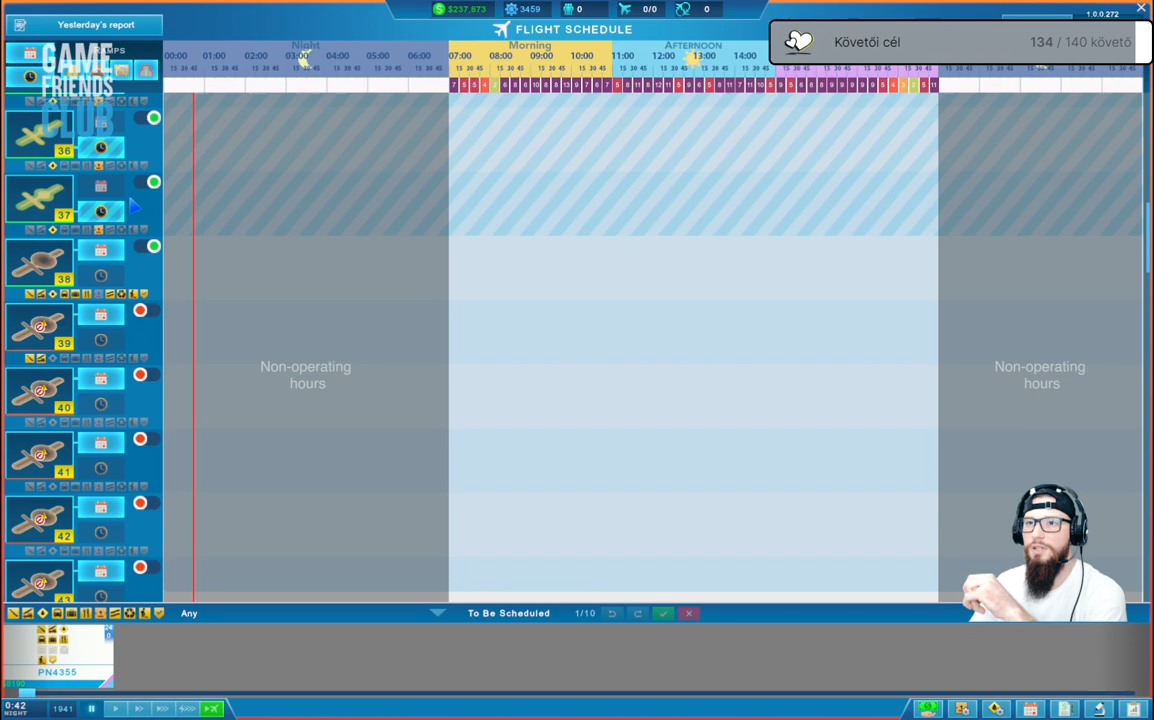 $237,873
3459
0
0/0
0
1.0.0.272
Yesterday's report
FLIGHT SCHEDULE
Követői cél
134 / 140 követő
GAME
FRIENDS
CLUB
Night
Morning
AFTERNOON
00:00 01:00 02:00 03:00 04:00 05:00 06:00 07:00 08:00 09:00 10:00 11:00 12:00 13:00 14:00
36
37
38
39
40
41
42
43
Non-operating
hours
Non-operating
hours
Any
To Be Scheduled
1/10
24
0
PN4355
0:42
NIGHT
1941